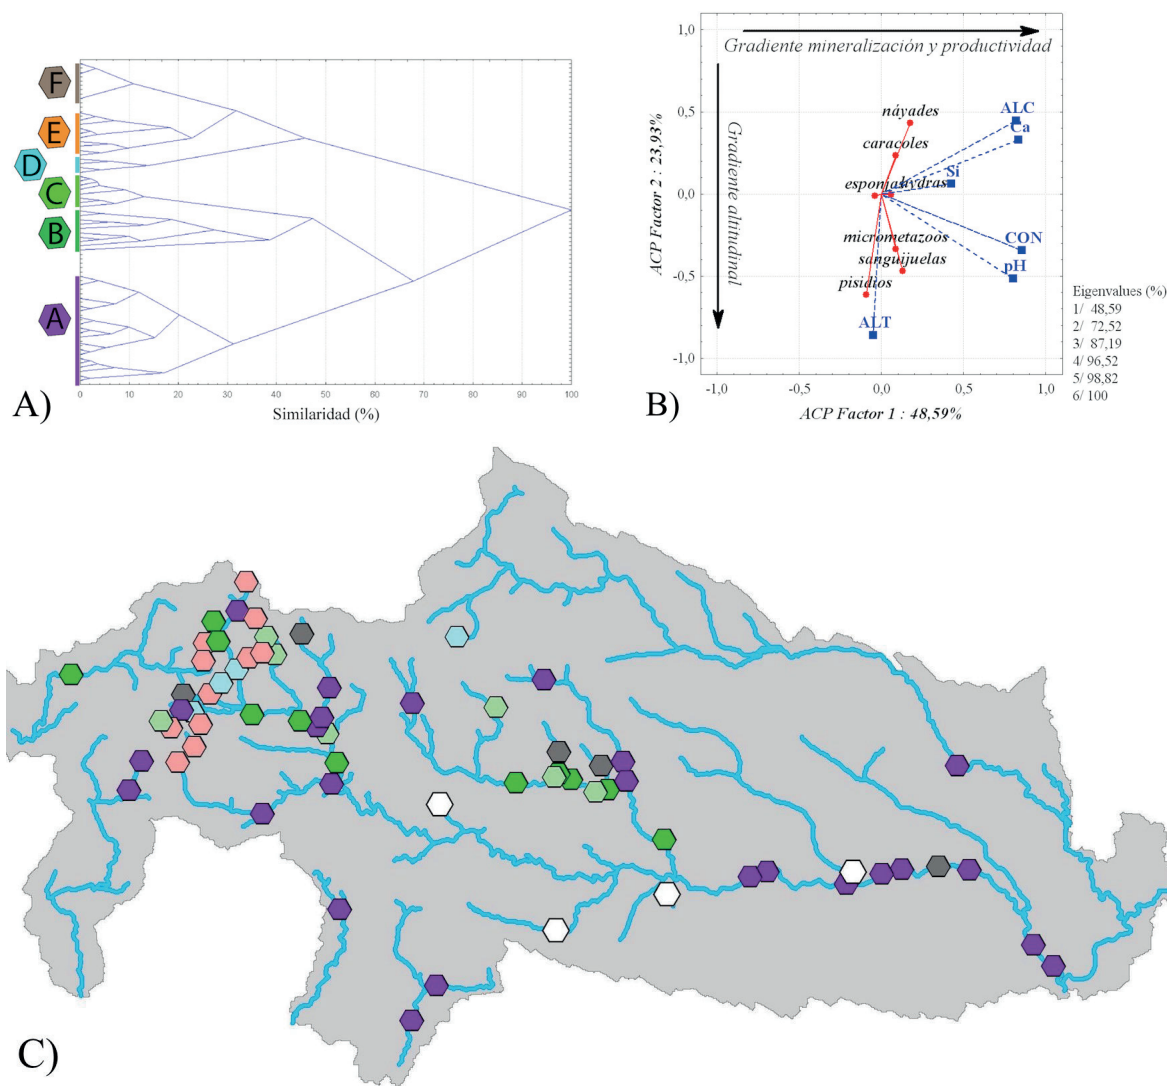 F
E
D
C
B
A
0 10 20 30 40 50 60 70 80 90 100
Similaridad (%)
A)
1,0
0,5
0,0
-0,5
-1,0
ACP Factor 2 : 23,93%
Gradiente mineralización y productividad
Gradiente altitudinal
náyades
caracoles
esponjas
hydras
micrometazoos
sanguijuelas
pisidios
ALC
Ca
Si
CON
pH
ALT
-1,0 -0,5 0,0 0,5 1,0
ACP Factor 1 : 48,59%
Eigenvalues (%)
1/ 48,59
2/ 72,52
3/ 87,19
4/ 96,52
5/ 98,82
6/ 100
B)
C)